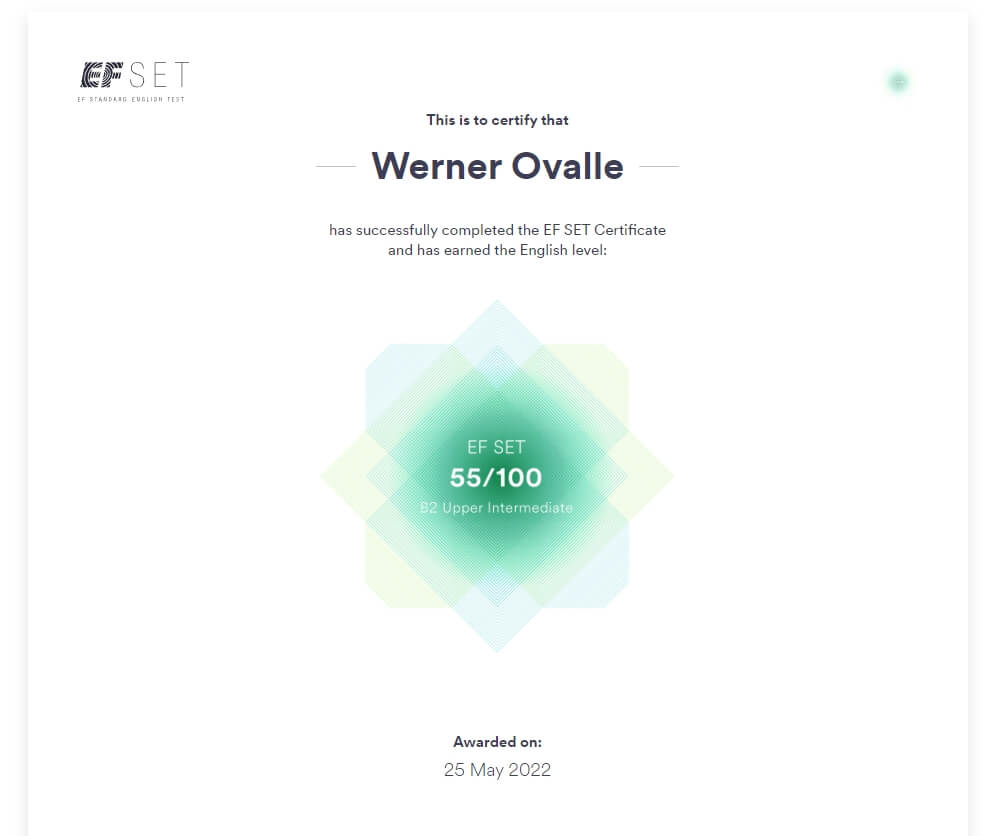 EF SET
EF STANDARD ENGLISH TEST
This is to certify that
Werner Ovalle
has successfully completed the EF SET Certificate
and has earned the English level:
EF SET
55/100
B2 Upper Intermediate
Awarded on:
25 May 2022